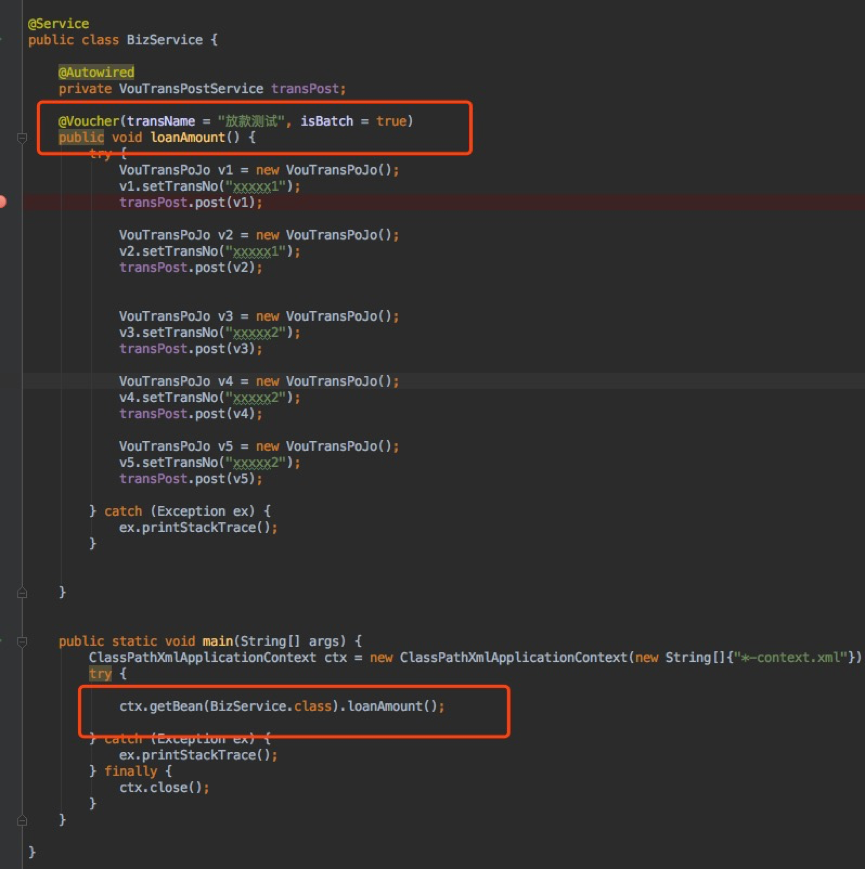 @Service
public class BizService {
@Autowired
private VouTransPostService transPost;
@Voucher(transName = "放款测试", isBatch = true)
public void loanAmount() {
try {
VouTransPoJo v1 = new VouTransPoJo();
v1.setTransNo("xxxxx1");
transPost.post(v1);
VouTransPoJo v2 = new VouTransPoJo();
v2.setTransNo("xxxxx1");
transPost.post(v2);
VouTransPoJo v3 = new VouTransPoJo();
v3.setTransNo("xxxxx2");
transPost.post(v3);
VouTransPoJo v4 = new VouTransPoJo();
v4.setTransNo("xxxxx2");
transPost.post(v4);
VouTransPoJo v5 = new VouTransPoJo();
v5.setTransNo("xxxxx2");
transPost.post(v5);
} catch (Exception ex) {
ex.printStackTrace();
}
}
public static void main(String[] args) {
ClassPathXmlApplicationContext ctx = new ClassPathXmlApplicationContext(new String[]{"*-context.xml"})
try {
ctx.getBean(BizService.class).loanAmount();
} catch (Exception ex) {
ex.printStackTrace();
} finally {
ctx.close();
}
}
}